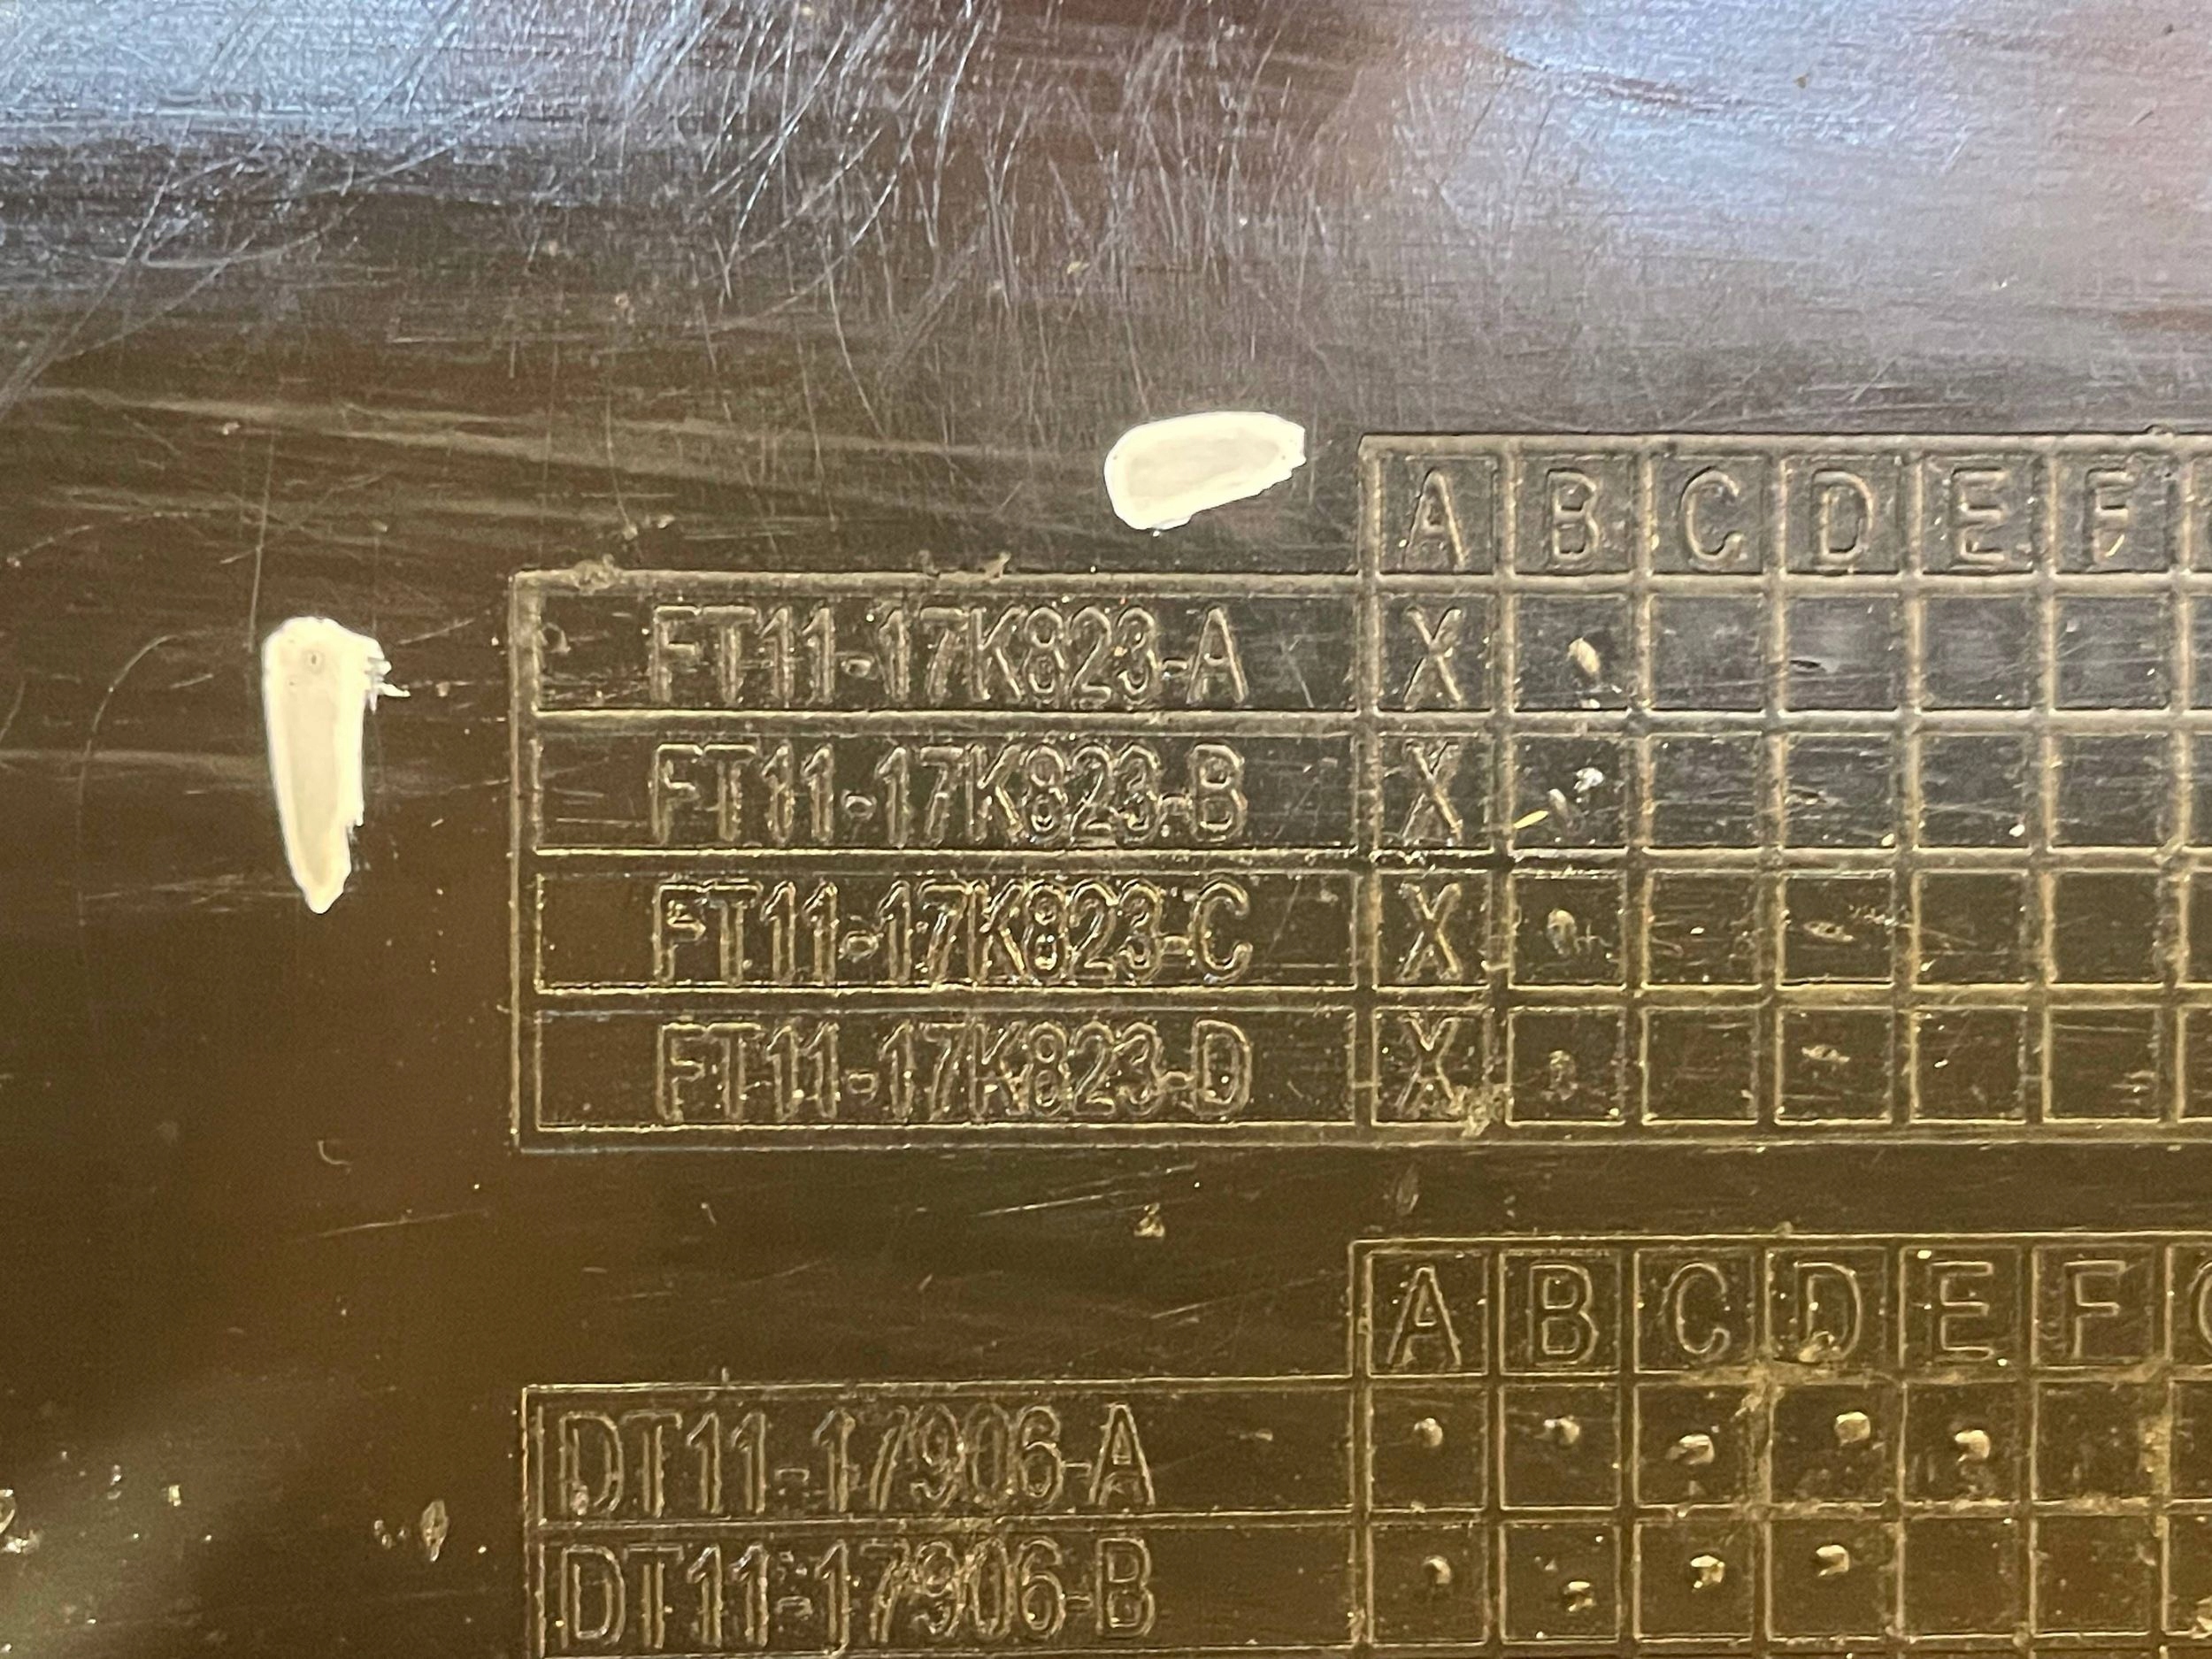 A B C D E F
FT11-17K823-A X
FT11-17K823-B X
FT11-17K823-C X
FT11-17K823-D X
A B C D E F
DT11-17906-A
DT11-17906-B